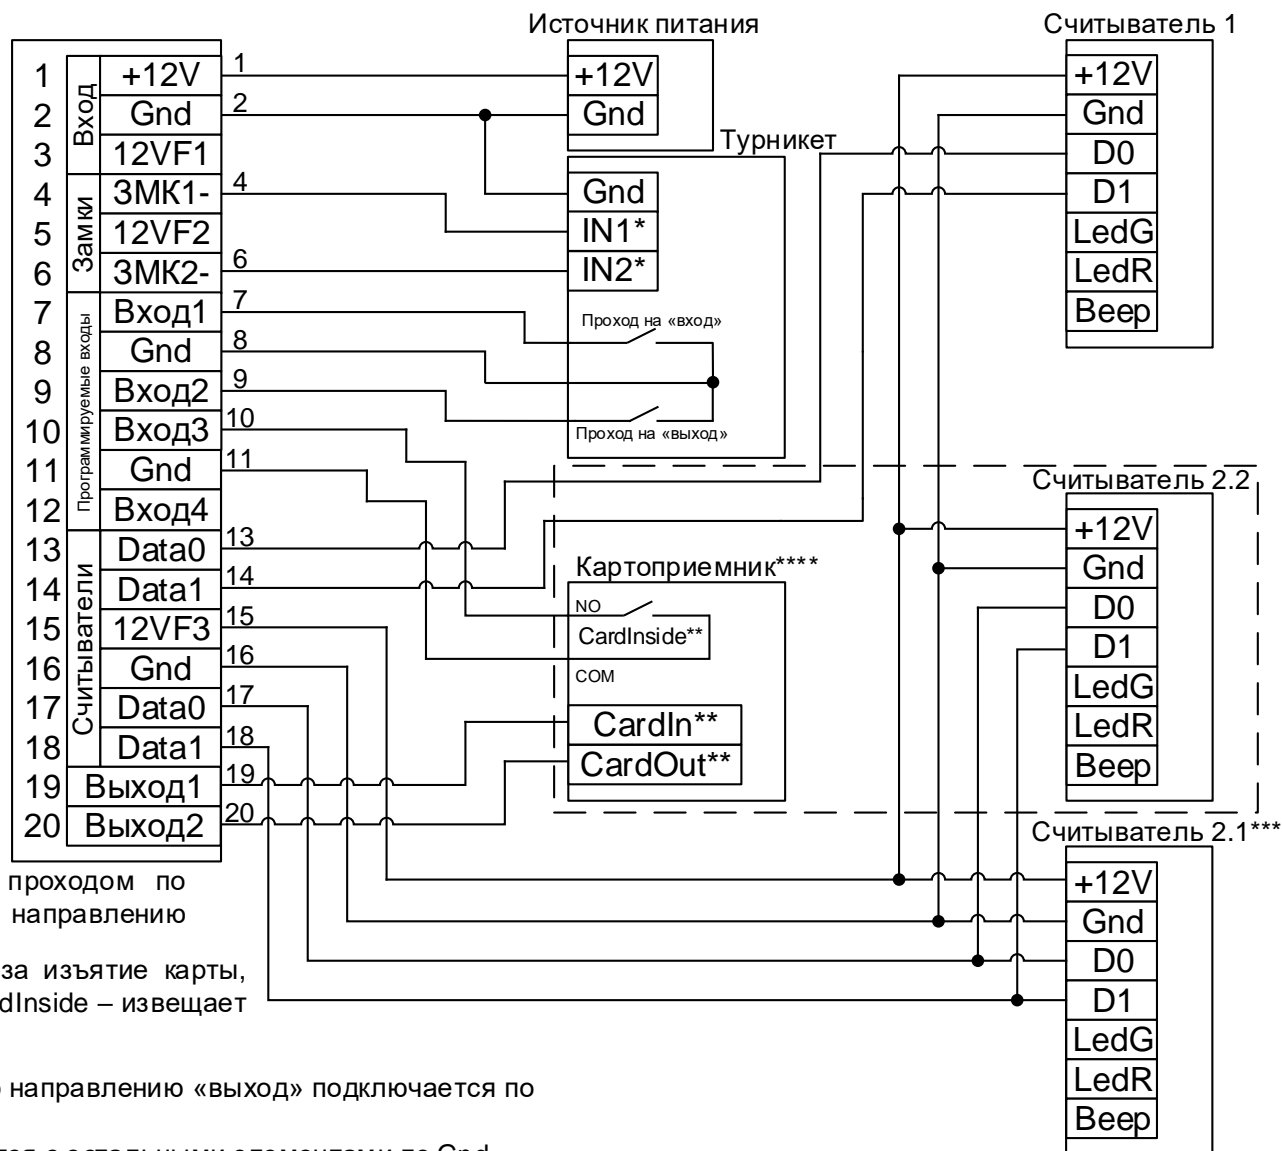 Источник питания
Считыватель 1
1 +12V 1
2 Gnd 2
3 12VF1
Вход
4 ЗМК1- 4
5 12VF2
6 ЗМК2- 6
Замки
7 Вход1 7
8 Gnd 8
9 Вход2 9
10 Вход3 10
11 Gnd 11
12 Вход4
Программируемые входы
13 Data0 13
14 Data1 14
15 12VF3 15
16 Gnd 16
17 Data0 17
18 Data1 18
Считыватели
19 Выход1 19
20 Выход2 20
+12V
Gnd
Турникет
Gnd
IN1*
IN2*
Проход на «вход»
Проход на «выход»
+12V
Gnd
D0
D1
LedG
LedR
Beep
Картоприемник****
NO
CardInside**
COM
CardIn**
CardOut**
Считыватель 2.2
+12V
Gnd
D0
D1
LedG
LedR
Beep
Считыватель 2.1***
+12V
Gnd
D0
D1
LedG
LedR
Beep
проходом по
направлению
за изъятие карты,
dInside – извещает
направлению «выход» подключается по